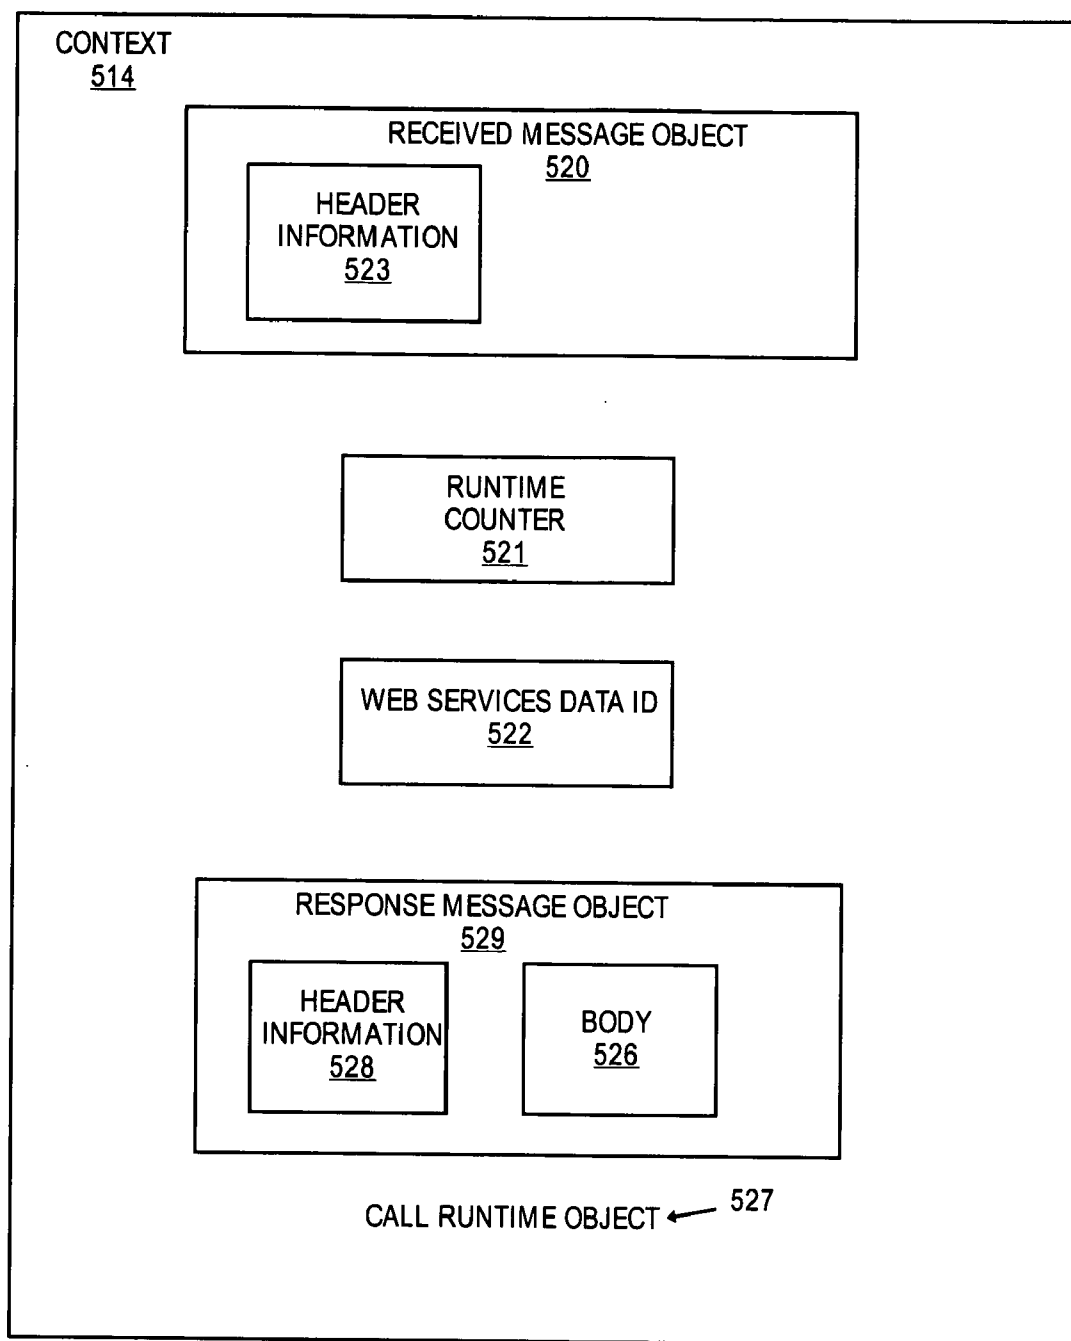 CONTEXT
514
RECEIVED MESSAGE OBJECT
520
HEADER
INFORMATION
523
RUNTIME
COUNTER
521
WEB SERVICES DATA ID
522
RESPONSE MESSAGE OBJECT
529
HEADER
INFORMATION
528
BODY
526
CALL RUNTIME OBJECT 527